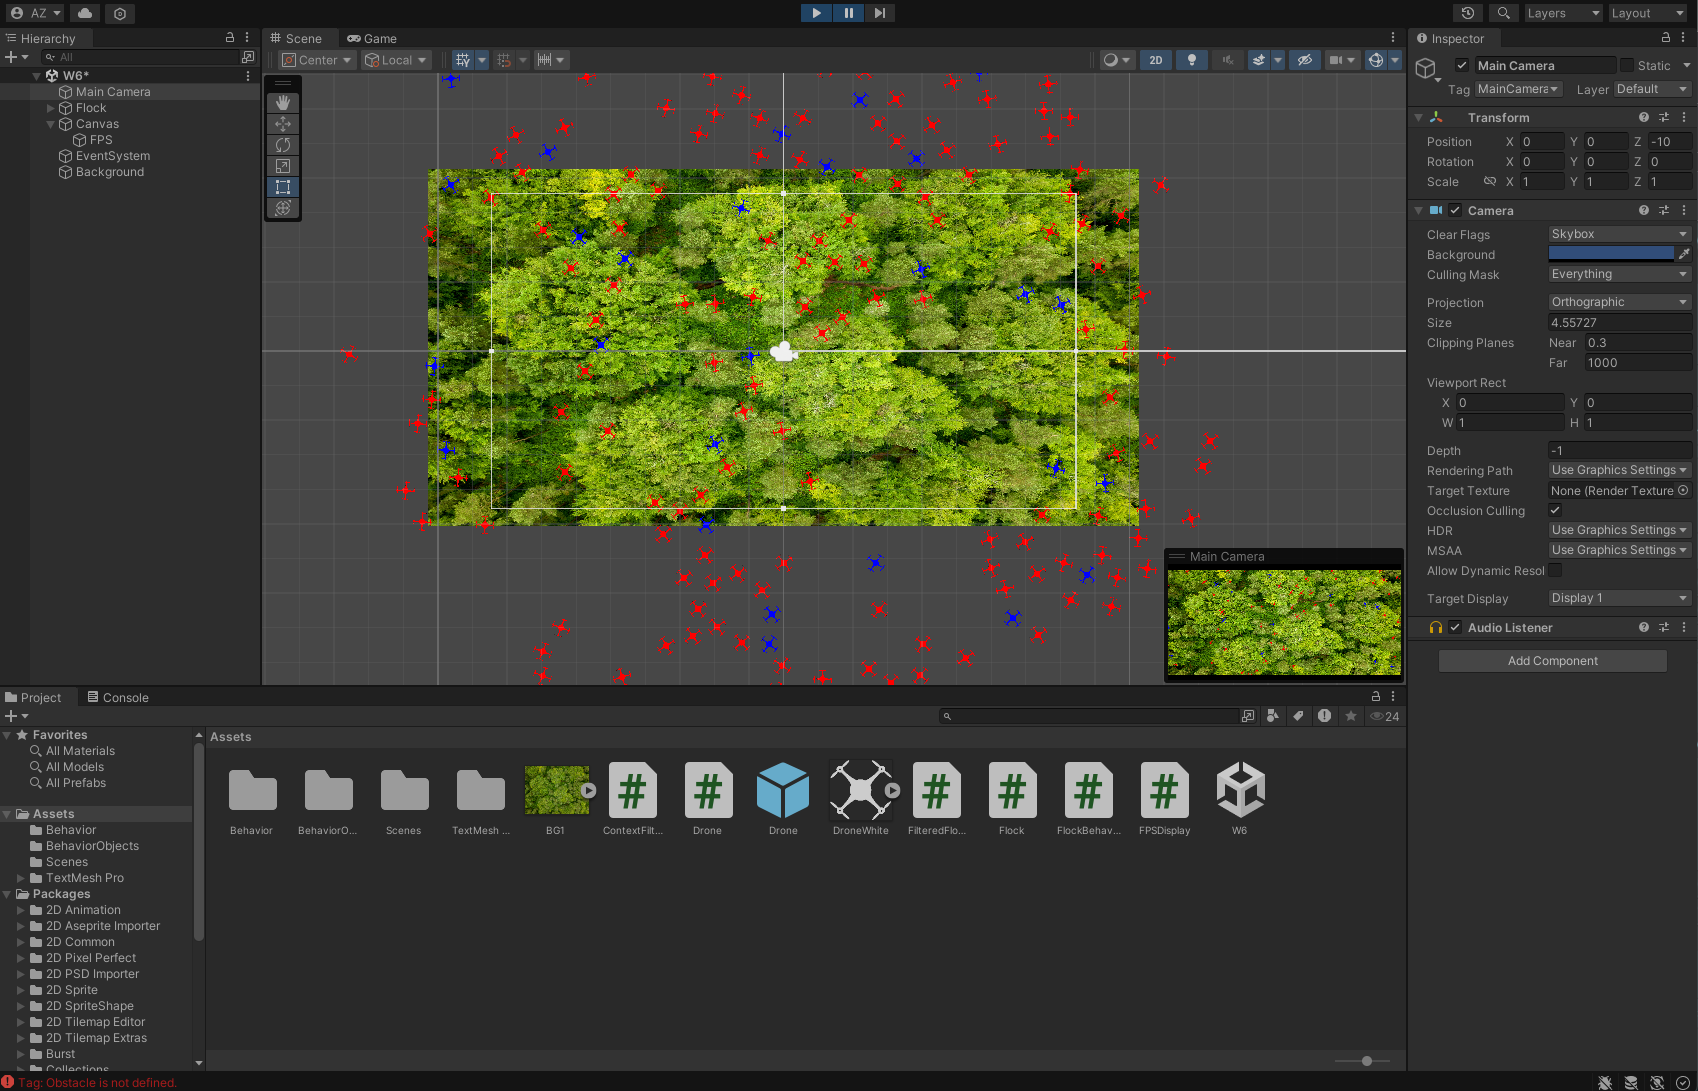 AZ
Layers
Layout
Hierarchy
All
W6*
Main Camera
Flock
Canvas
FPS
EventSystem
Background
Scene
Game
Center
Local
2D
Main Camera
Inspector
Main Camera
Static
Tag
MainCamera
Layer
Default
Transform
Position X 0 Y 0 Z -10
Rotation X 0 Y 0 Z 0
Scale X 1 Y 1 Z 1
Camera
Clear Flags Skybox
Background
Culling Mask Everything
Projection Orthographic
Size 4.55727
Clipping Planes Near 0.3
Far 1000
Viewport Rect
X 0 Y 0
W 1 H 1
Depth -1
Rendering Path Use Graphics Settings
Target Texture None (Render Texture
Occlusion Culling
HDR Use Graphics Settings
MSAA Use Graphics Settings
Allow Dynamic Resol
Target Display Display 1
Audio Listener
Add Component
Project
Console
24
Favorites
All Materials
All Models
All Prefabs
Assets
Behavior
BehaviorObjects
Scenes
TextMesh Pro
Packages
2D Animation
2D Aseprite Importer
2D Common
2D Pixel Perfect
2D PSD Importer
2D Sprite
2D SpriteShape
2D Tilemap Editor
2D Tilemap Extras
Burst
Collections
Assets
Behavior
BehaviorO...
Scenes
TextMesh ...
BG1
ContextFilt...
Drone
Drone
DroneWhite
FilteredFlo...
Flock
FlockBehav...
FPSDisplay
W6
Tag: Obstacle is not defined.